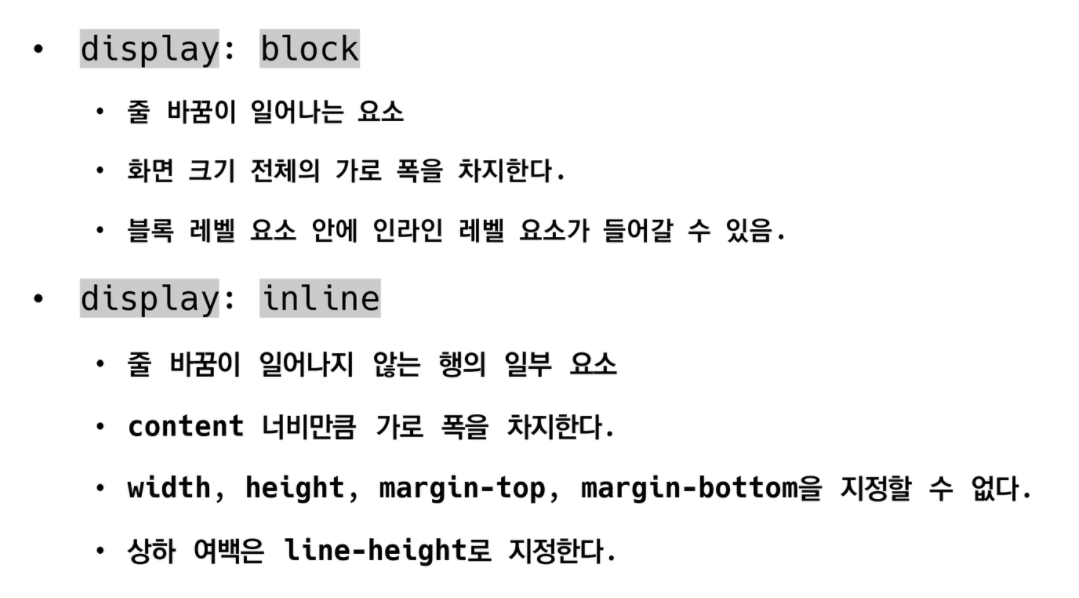 • display: block
• 줄 바꿈이 일어나는 요소
• 화면 크기 전체의 가로 폭을 차지한다.
• 블록 레벨 요소 안에 인라인 레벨 요소가 들어갈 수 있음.
• display: inline
• 줄 바꿈이 일어나지 않는 행의 일부 요소
• content 너비만큼 가로 폭을 차지한다.
• width, height, margin-top, margin-bottom을 지정할 수 없다.
• 상하 여백은 line-height로 지정한다.